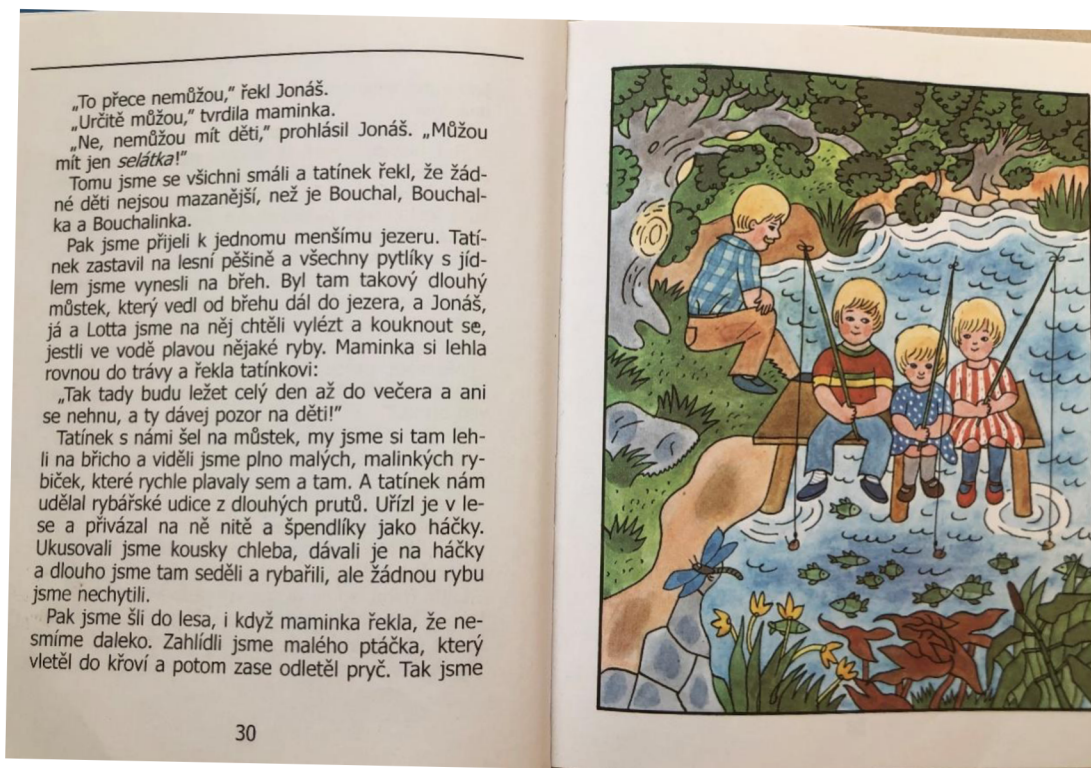 „To přece nemůžou,“ řekl Jonáš.
„Určitě můžou,“ tvrdila maminka.
„Ne, nemůžou mít děti,“ prohlásil Jonáš. „Můžou
mít jen selátka!“
Tomu jsme se všichni smáli a tatínek řekl, že žád-
né děti nejsou mazanější, než je Bouchal, Bouchal-
ka a Bouchalinka.
Pak jsme přijeli k jednomu menšímu jezeru. Tatí-
nek zastavil na lesní pěšině a všechny pytlíky s jíd-
lem jsme vynesli na břeh. Byl tam takový dlouhý
můstek, který vedl od břehu dál do jezera, a Jonáš,
já a Lotta jsme na něj chtěli vylézt a kouknout se,
jestli ve vodě plavou nějaké ryby. Maminka si lehla
rovnou do trávy a řekla tatínkovi:
„Tak tady budu ležet celý den až do večera a ani
se nehnu, a ty dávej pozor na děti!“
Tatínek s námi šel na můstek, my jsme si tam leh-
li na břicho a viděli jsme plno malých, malinkých ry-
biček, které rychle plavaly sem a tam. A tatínek nám
udělal rybářské udice z dlouhých prutů. Uřízl je v le-
se a přivázal na ně nitě a špendlíky jako háčky.
Ukusovali jsme kousky chleba, dávali je na háčky
a dlouho jsme tam seděli a rybařili, ale žádnou rybu
jsme nechytili.
Pak jsme šli do lesa, i když maminka řekla, že ne-
smíme daleko. Zahlídli jsme malého ptáčka, který
vletěl do křoví a potom zase odletěl pryč. Tak jsme
30